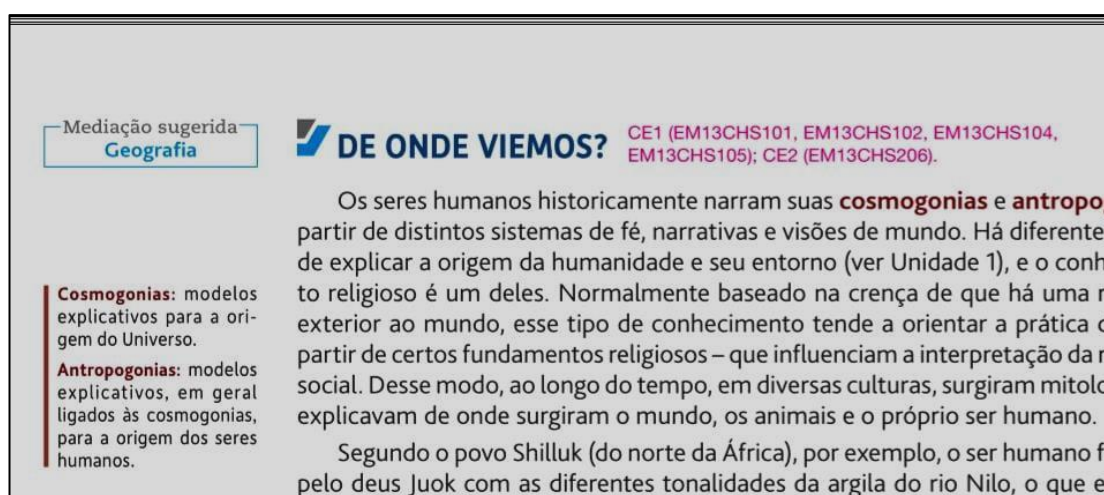 Mediação sugerida
Geografia
DE ONDE VIEMOS?
CE1 (EM13CHS101, EM13CHS102, EM13CHS104,
EM13CHS105); CE2 (EM13CHS206).
Os seres humanos historicamente narram suas cosmogonias e antropo
partir de distintos sistemas de fé, narrativas e visões de mundo. Há diferente
de explicar a origem da humanidade e seu entorno (ver Unidade 1), e o conh
to religioso é um deles. Normalmente baseado na crença de que há uma
exterior ao mundo, esse tipo de conhecimento tende a orientar a prática
partir de certos fundamentos religiosos – que influenciam a interpretação da
social. Desse modo, ao longo do tempo, em diversas culturas, surgiram mitolo
explicavam de onde surgiram o mundo, os animais e o próprio ser humano.
Segundo o povo Shilluk (do norte da África), por exemplo, o ser humano f
pelo deus Juok com as diferentes tonalidades da argila do rio Nilo, o que e
Cosmogonias: modelos
explicativos para a ori-
gem do Universo.
Antropogonias: modelos
explicativos, em geral
ligados às cosmogonias,
para a origem dos seres
humanos.